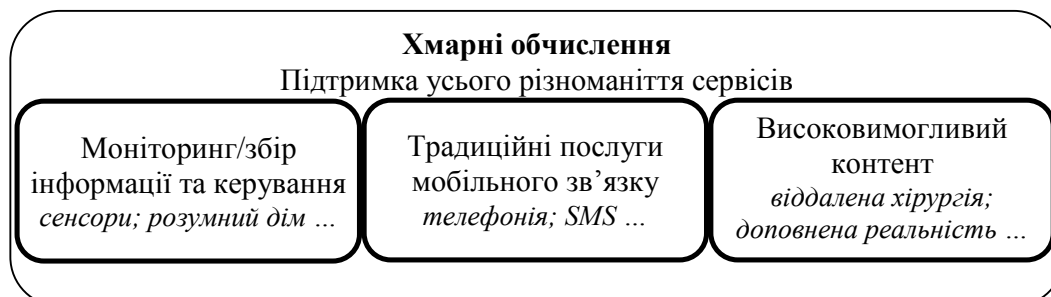 Хмарні обчислення
Підтримка усього різноманіття сервісів
Моніторинг/збір
інформації та керування
сенсори; розумний дім …
Традиційні послуги
мобільного зв’язку
телефонія; SMS …
Високовимогливий
контент
віддалена хірургія;
доповнена реальність …